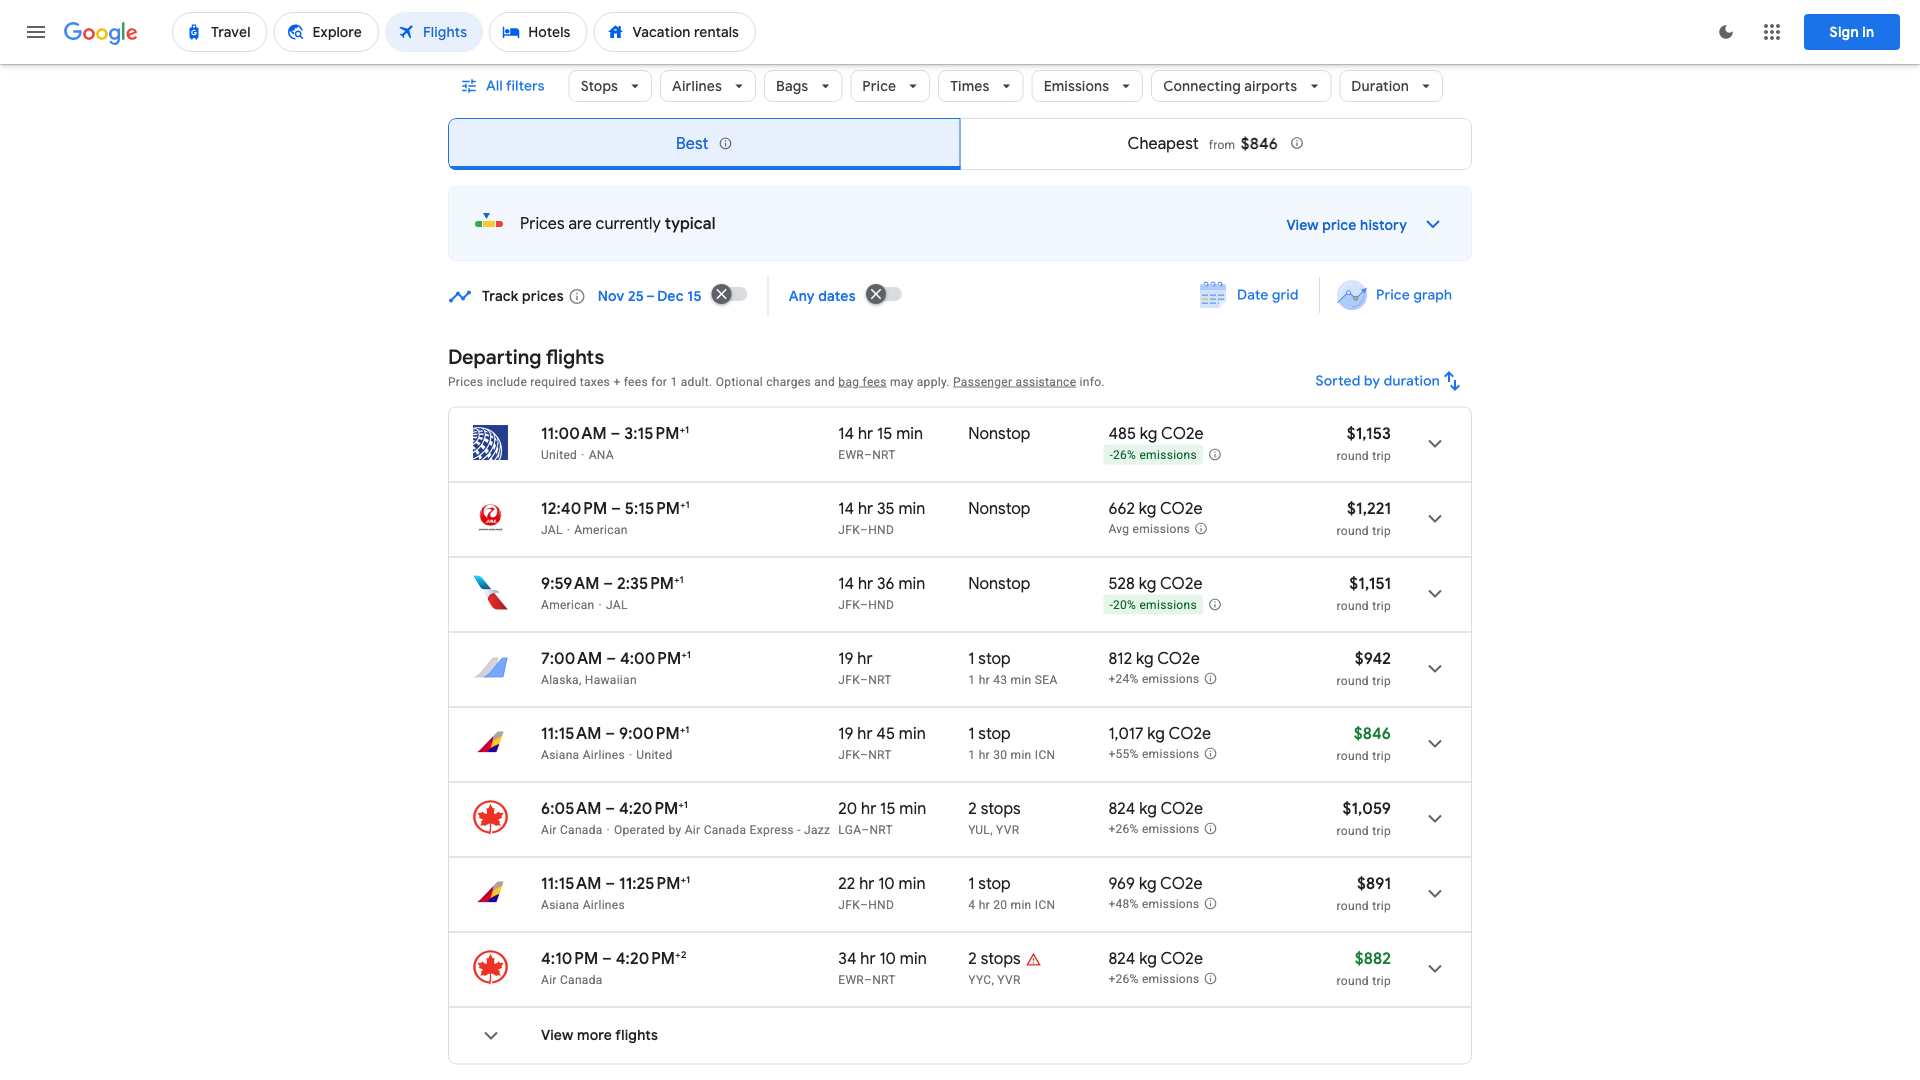 Google
Travel
Explore
Flights
Hotels
Vacation rentals
Sign in
All filters
Stops
Airlines
Bags
Price
Times
Emissions
Connecting airports
Duration
Best
Cheapest from $846
Prices are currently typical
View price history
Track prices
Nov 25 – Dec 15
Any dates
Date grid
Price graph
Departing flights
Prices include required taxes + fees for 1 adult. Optional charges and bag fees may apply. Passenger assistance info.
Sorted by duration
11:00 AM – 3:15 PM+1 14 hr 15 min Nonstop 485 kg CO2e $1,153
United · ANA EWR–NRT -26% emissions round trip
12:40 PM – 5:15 PM+1 14 hr 35 min Nonstop 662 kg CO2e $1,221
JAL · American JFK–HND Avg emissions round trip
9:59 AM – 2:35 PM+1 14 hr 36 min Nonstop 528 kg CO2e $1,151
American · JAL JFK–HND -20% emissions round trip
7:00 AM – 4:00 PM+1 19 hr 1 stop 812 kg CO2e $942
Alaska, Hawaiian JFK–NRT 1 hr 43 min SEA +24% emissions round trip
11:15 AM – 9:00 PM+1 19 hr 45 min 1 stop 1,017 kg CO2e $846
Asiana Airlines · United JFK–NRT 1 hr 30 min ICN +55% emissions round trip
6:05 AM – 4:20 PM+1 20 hr 15 min 2 stops 824 kg CO2e $1,059
Air Canada · Operated by Air Canada Express - Jazz LGA–NRT YUL, YVR +26% emissions round trip
11:15 AM – 11:25 PM+1 22 hr 10 min 1 stop 969 kg CO2e $891
Asiana Airlines JFK–HND 4 hr 20 min ICN +48% emissions round trip
4:10 PM – 4:20 PM+2 34 hr 10 min 2 stops 824 kg CO2e $882
Air Canada EWR–NRT YYC, YVR +26% emissions round trip
View more flights